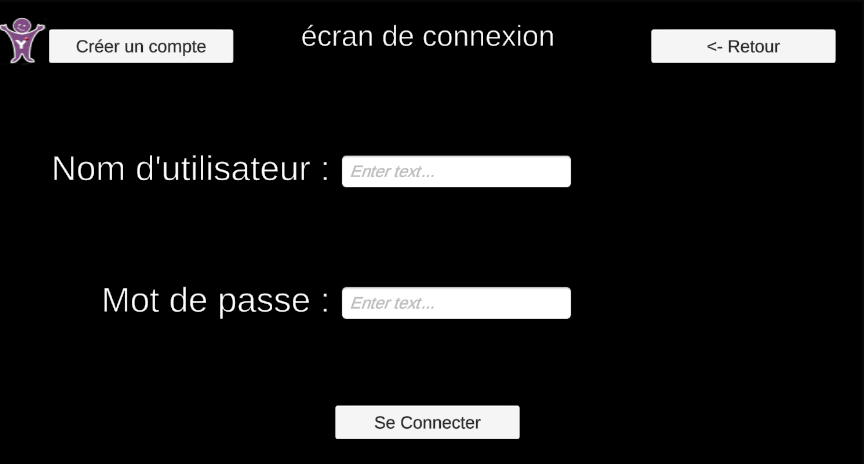 Y
Créer un compte
écran de connexion
<- Retour
Nom d'utilisateur :
Enter text...
Mot de passe :
Enter text...
Se Connecter